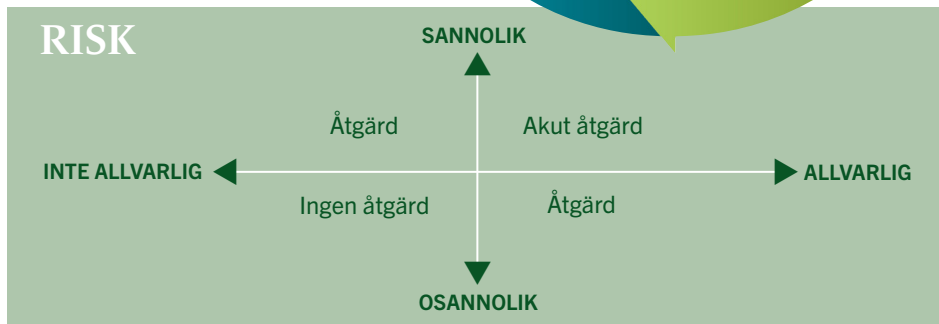 RISK
SANNOLIK
Åtgärd
Akut åtgärd
INTE ALLVARLIG
ALLVARLIG
Ingen åtgärd
Åtgärd
OSANNOLIK